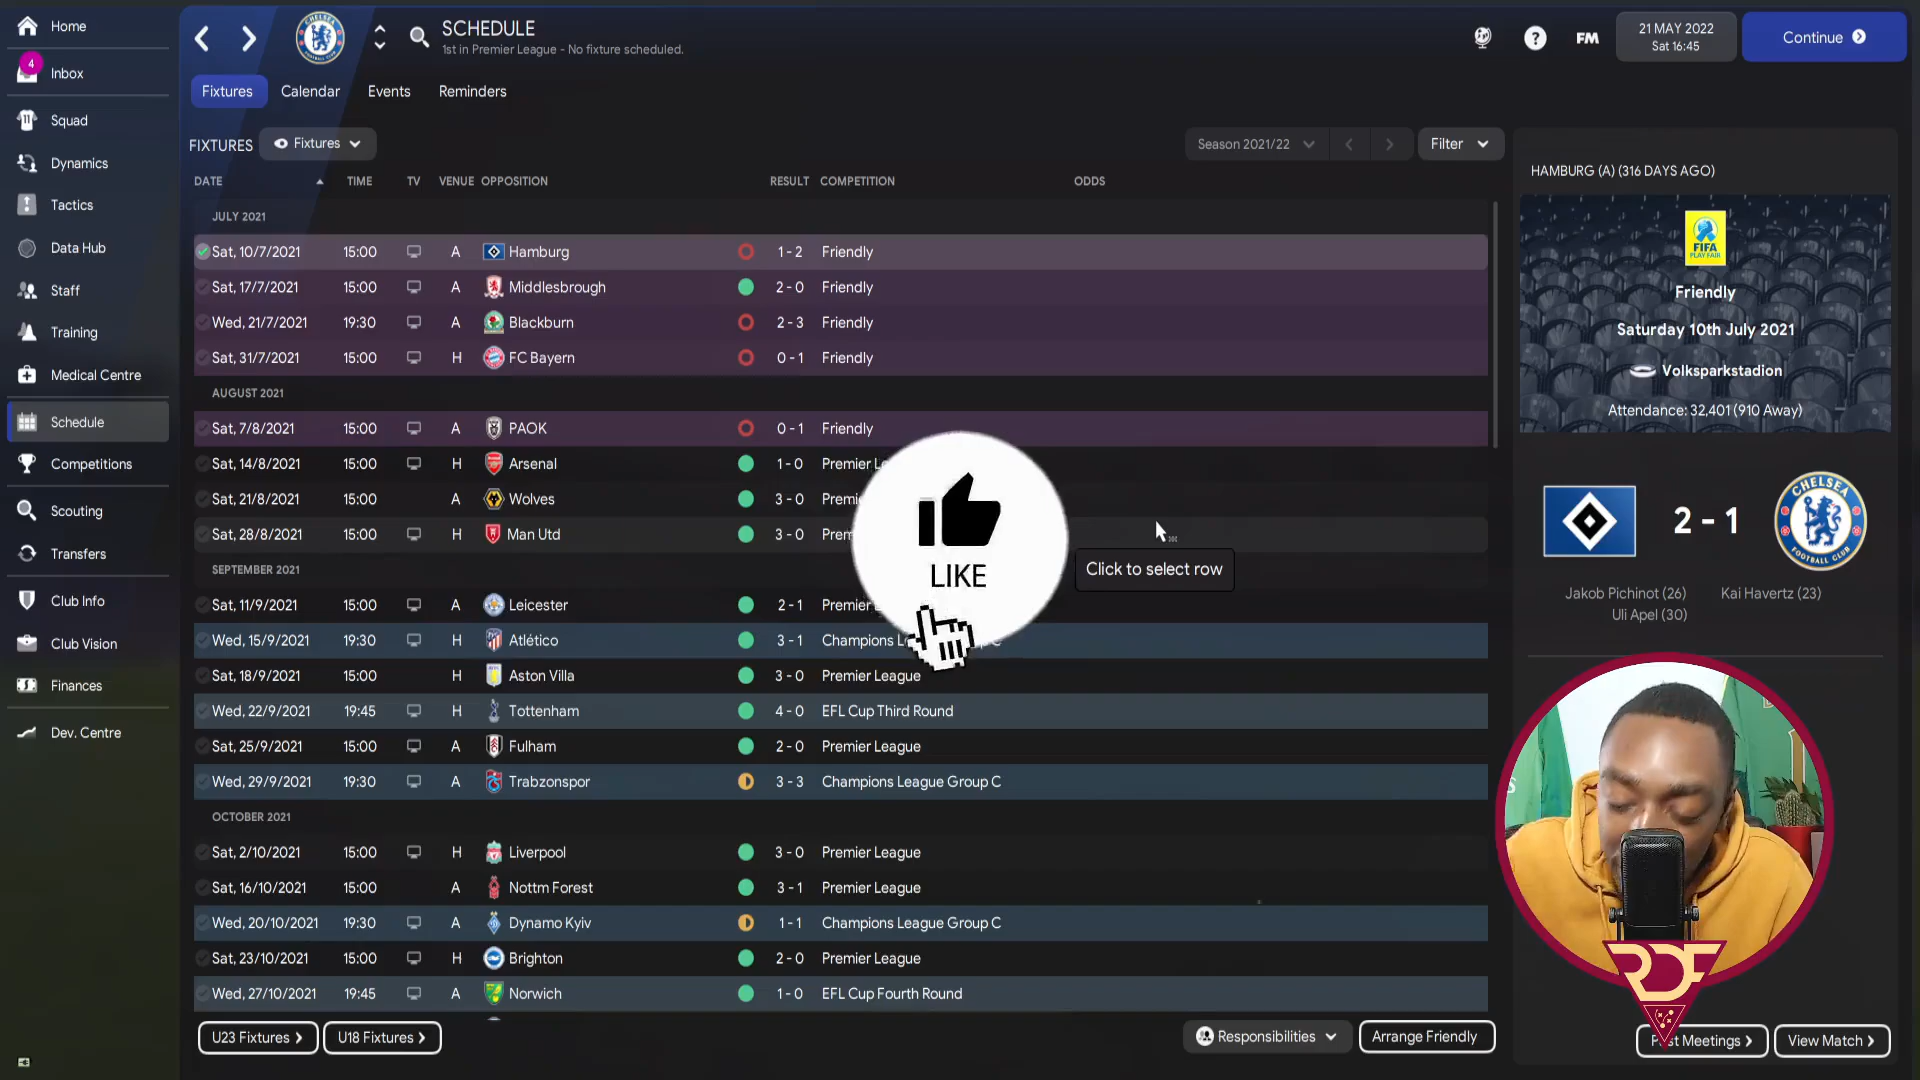 Home
4
Inbox
Squad
Dynamics
Tactics
Data Hub
Staff
Training
Medical Centre
Schedule
Competitions
Scouting
Transfers
Club Info
Club Vision
Finances
Dev. Centre
SCHEDULE
1st in Premier League - No fixture scheduled.
FM
21 MAY 2022
Sat 16:45
Continue
Fixtures Calendar Events Reminders
FIXTURES Fixtures
Season 2021/22 Filter
DATE TIME TV VENUE OPPOSITION RESULT COMPETITION ODDS
JULY 2021
Sat, 10/7/2021 15:00 A Hamburg 1 - 2 Friendly
Sat, 17/7/2021 15:00 A Middlesbrough 2 - 0 Friendly
Wed, 21/7/2021 19:30 A Blackburn 2 - 3 Friendly
Sat, 31/7/2021 15:00 H FC Bayern 0 - 1 Friendly
AUGUST 2021
Sat, 7/8/2021 15:00 A PAOK 0 - 1 Friendly
Sat, 14/8/2021 15:00 H Arsenal 1 - 0 Premier
Sat, 21/8/2021 15:00 A Wolves 3 - 0
Sat, 28/8/2021 15:00 H Man Utd 3 - 0
SEPTEMBER 2021
Sat, 11/9/2021 15:00 A Leicester 2 - 1 Premier
Wed, 15/9/2021 19:30 H Atlético 3 - 1 Champions
Sat, 18/9/2021 15:00 H Aston Villa 3 - 0 Premier League
Wed, 22/9/2021 19:45 H Tottenham 4 - 0 EFL Cup Third Round
Sat, 25/9/2021 15:00 A Fulham 2 - 0 Premier League
Wed, 29/9/2021 19:30 A Trabzonspor 3 - 3 Champions League Group C
OCTOBER 2021
Sat, 2/10/2021 15:00 H Liverpool 3 - 0 Premier League
Sat, 16/10/2021 15:00 A Nottm Forest 3 - 1 Premier League
Wed, 20/10/2021 19:30 A Dynamo Kyiv 1 - 1 Champions League Group C
Sat, 23/10/2021 15:00 H Brighton 2 - 0 Premier League
Wed, 27/10/2021 19:45 A Norwich 1 - 0 EFL Cup Fourth Round
LIKE
Click to select row
U23 Fixtures U18 Fixtures
Responsibilities Arrange Friendly
HAMBURG (A) (316 DAYS AGO)
FIFA
PLAY FAIR
Friendly
Saturday 10th July 2021
Volksparkstadion
Attendance: 32,401 (910 Away)
CHELSEA
FOOTBALL CLUB
2 - 1
Jakob Pichinot (26) Kai Havertz (23)
Uli Apel (30)
RDF
Meetings View Match